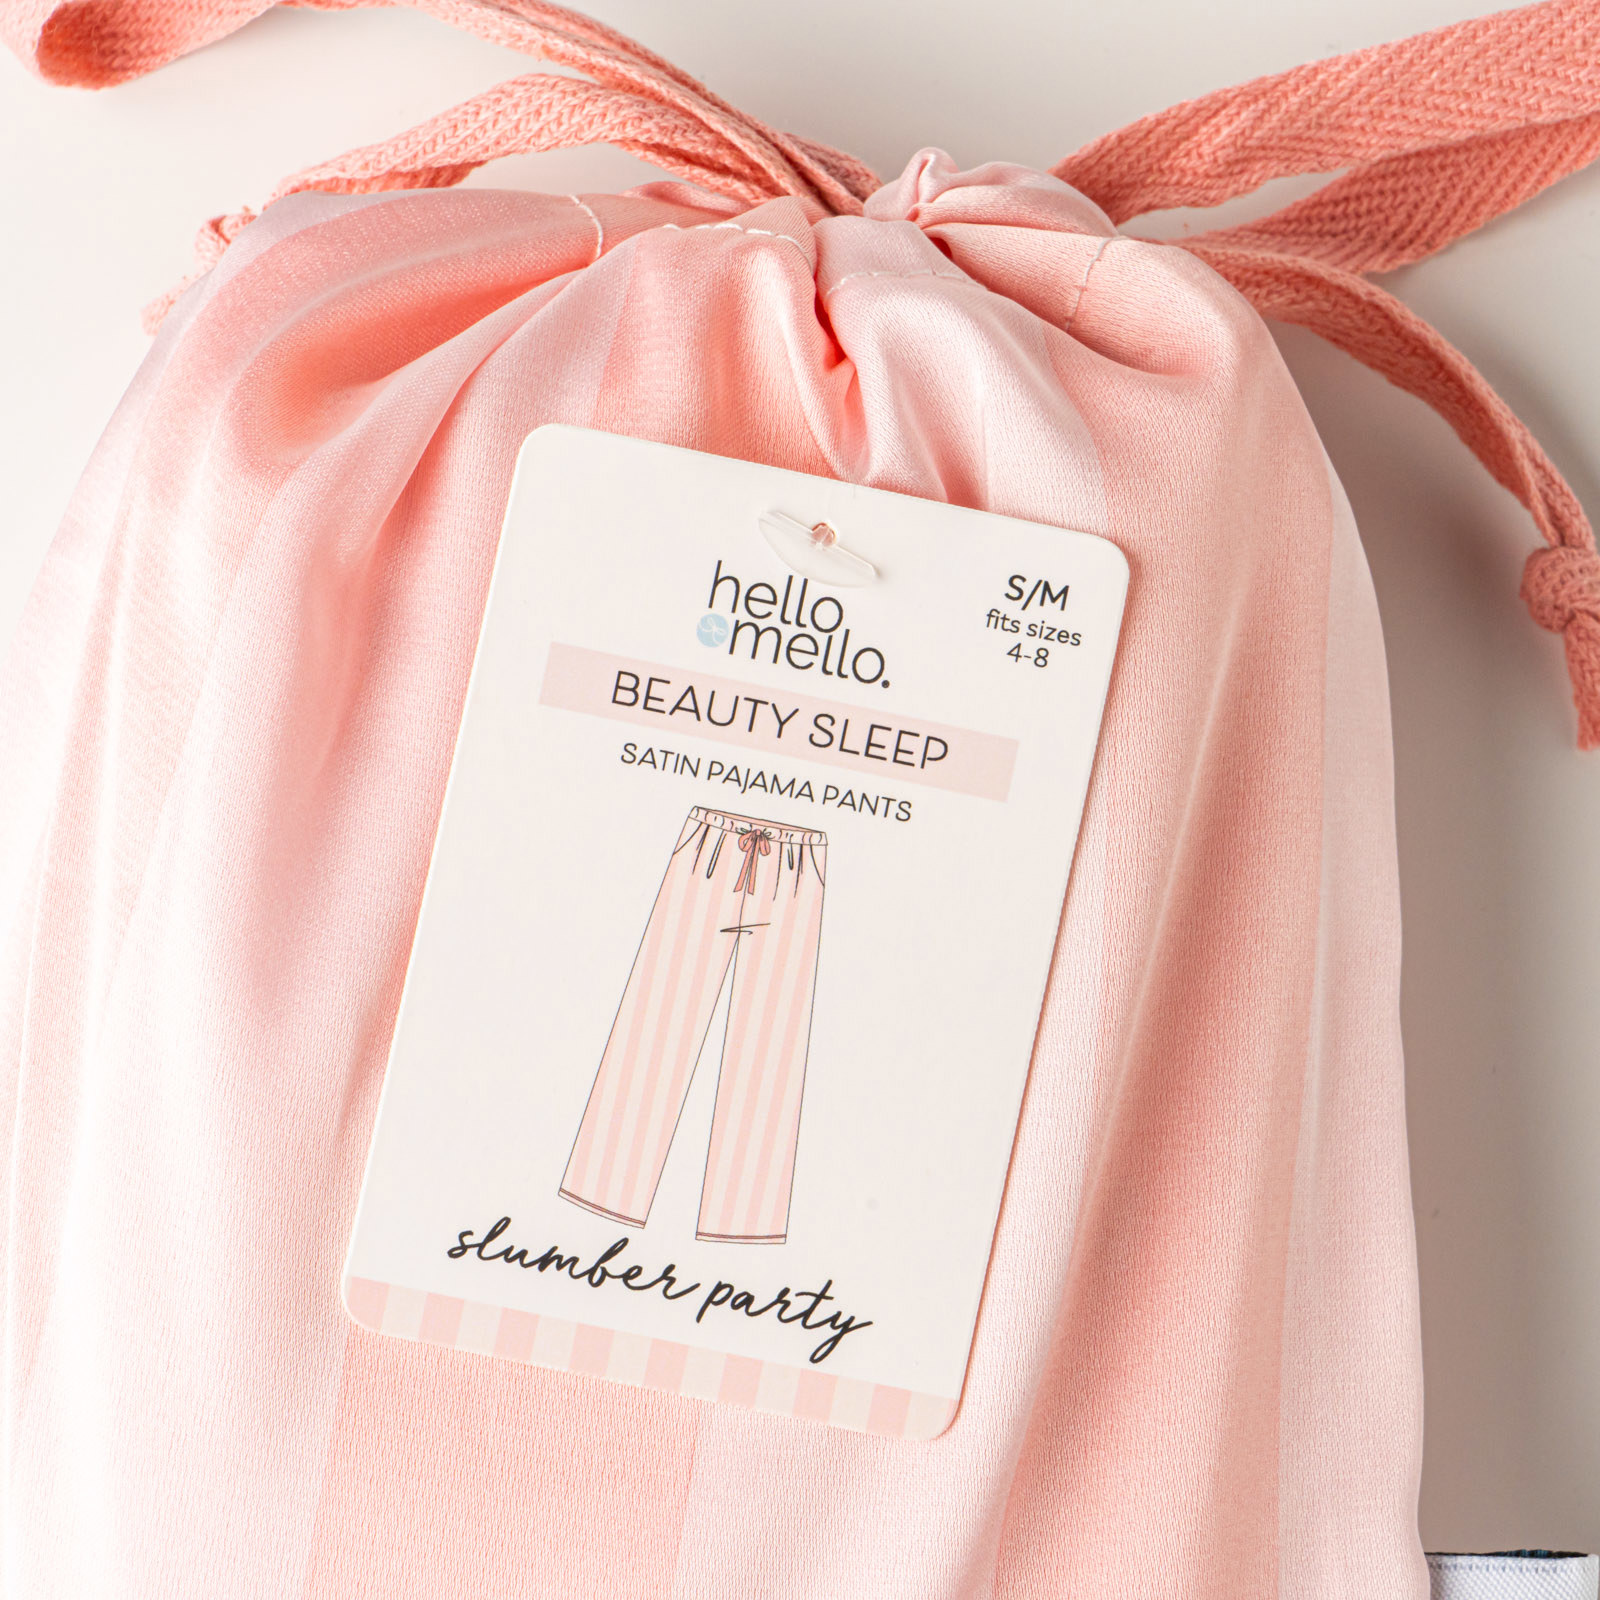 hello
mello.
S/M
fits sizes
4-8
BEAUTY SLEEP
SATIN PAJAMA PANTS
slumber party